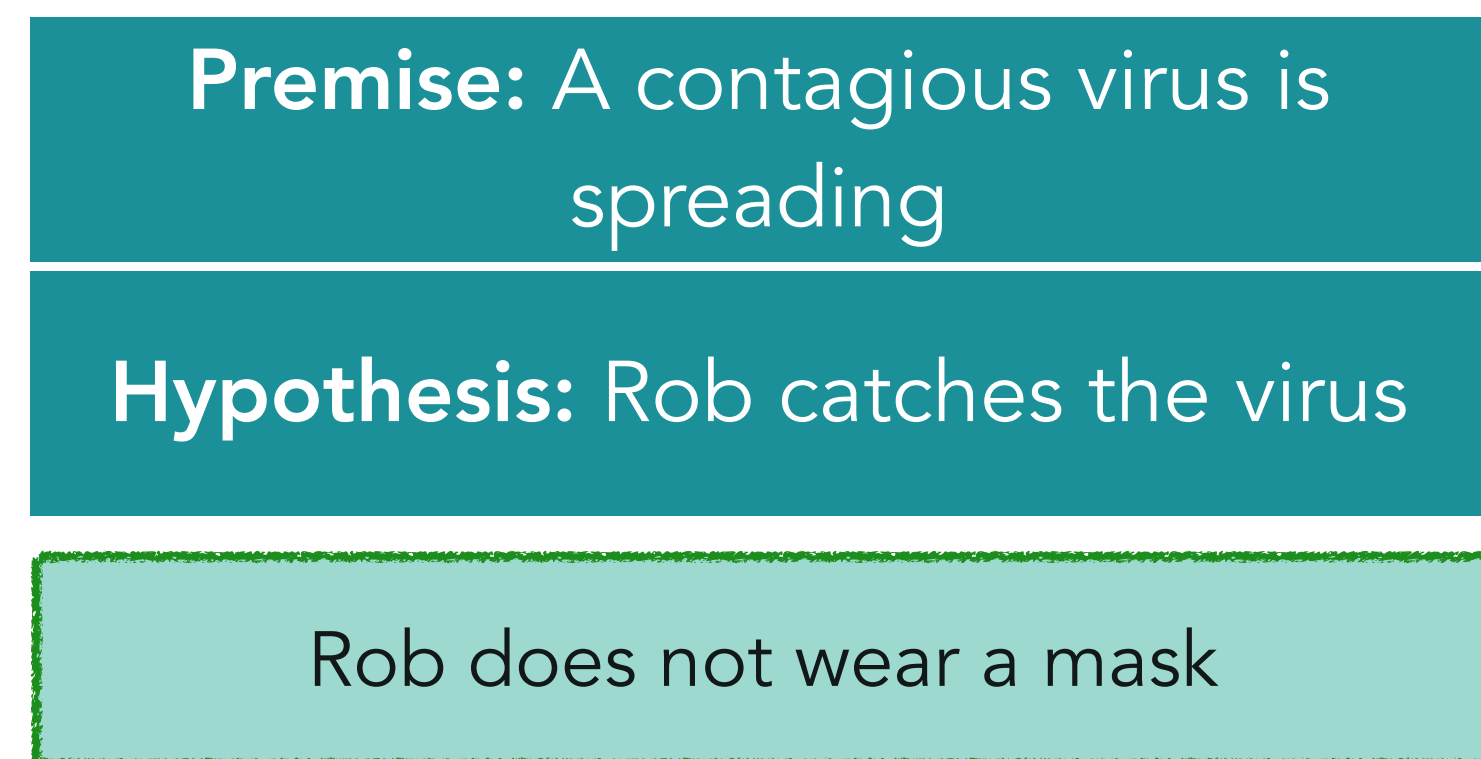 Premise: A contagious virus is
spreading
Hypothesis: Rob catches the virus
Rob does not wear a mask